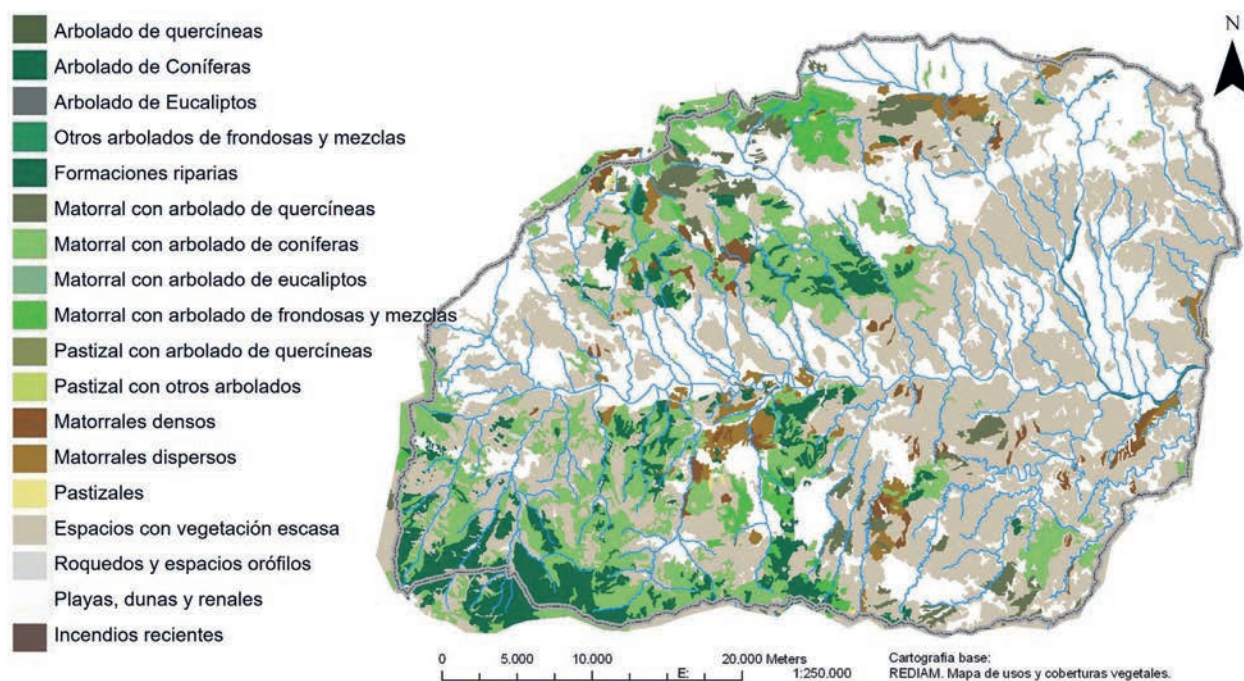 Arbolado de quercíneas
Arbolado de Coníferas
Arbolado de Eucaliptos
Otros arbolados de frondosas y mezclas
Formaciones riparias
Matorral con arbolado de quercíneas
Matorral con arbolado de coníferas
Matorral con arbolado de eucaliptos
Matorral con arbolado de frondosas y mezclas
Pastizal con arbolado de quercíneas
Pastizal con otros arbolados
Matorrales densos
Matorrales dispersos
Pastizales
Espacios con vegetación escasa
Roquedos y espacios orófilos
Playas, dunas y renales
Incendios recientes
N
0 5.000 10.000 20.000 Meters
E: 1:250.000
Cartografia base:
REDIAM. Mapa de usos y coberturas vegetales.